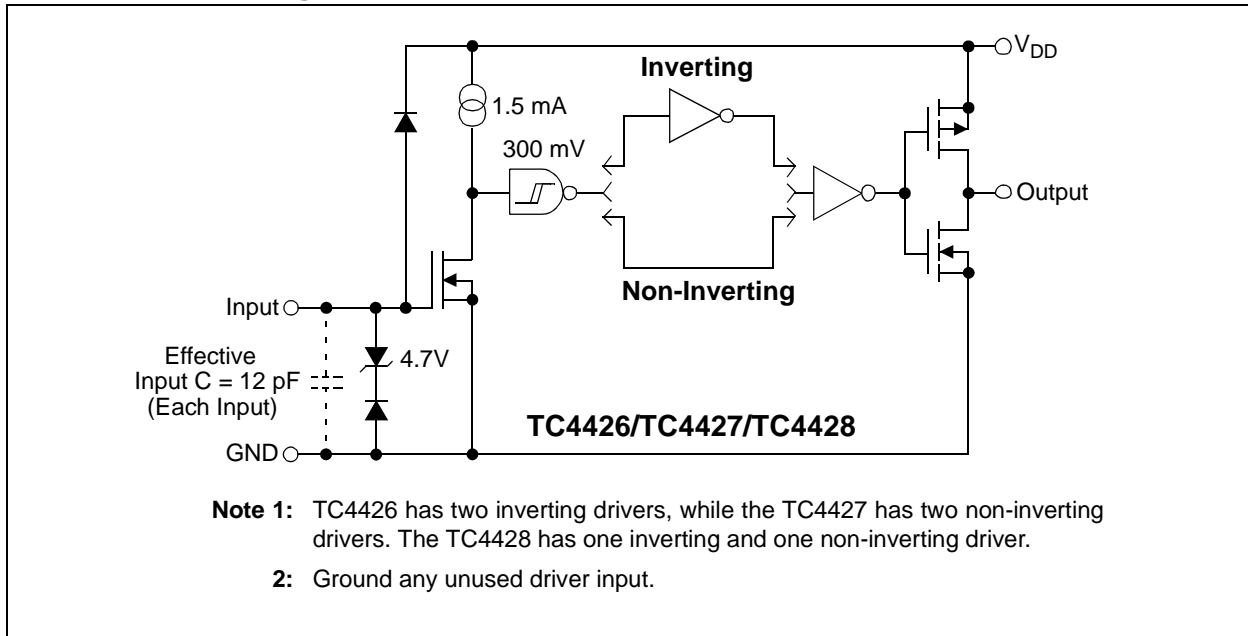 V_DD
Inverting
1.5 mA
300 mV
Output
Non-Inverting
Input
Effective
Input C = 12 pF
(Each Input)
4.7V
TC4426/TC4427/TC4428
GND
Note 1: TC4426 has two inverting drivers, while the TC4427 has two non-inverting
drivers. The TC4428 has one inverting and one non-inverting driver.
2: Ground any unused driver input.